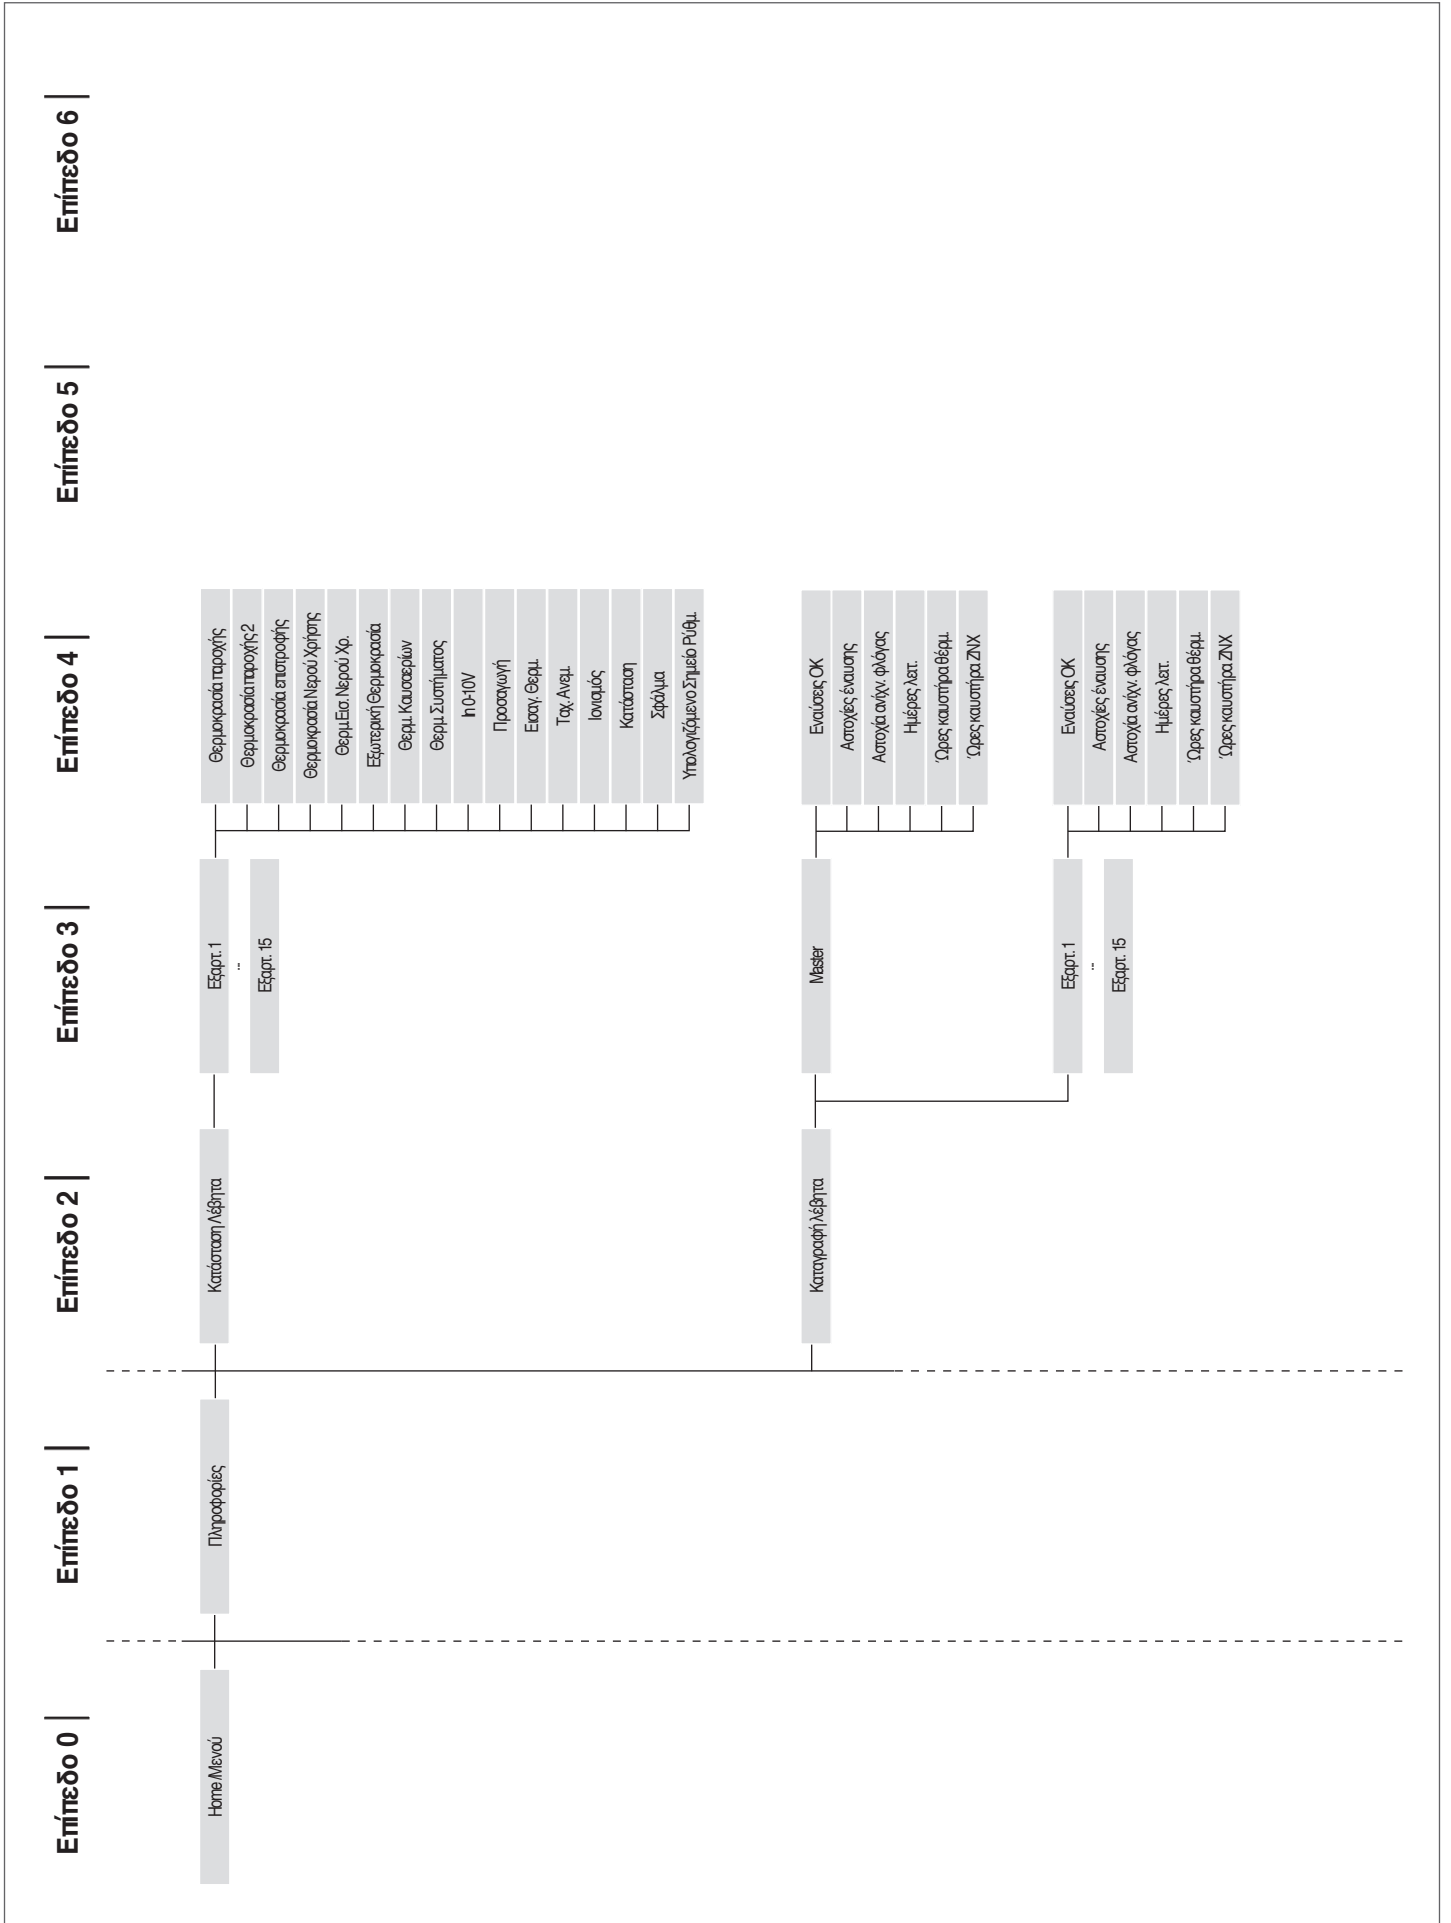 Επίπεδο 0
Επίπεδο 1
Επίπεδο 2
Επίπεδο 3
Επίπεδο 4
Επίπεδο 5
Επίπεδο 6
Home /Μενού
Πληροφορίες
Κατάσταση Λέβητα
Εξαρτ. 1
...
Εξαρτ. 15
Θερμοκρασία παροχής
Θερμοκρασία παροχής 2
Θερμοκρασία επιστροφής
Θερμοκρασία Νερού Χρήσης
Θερμ.Εισ. Νερού Χρ.
Εξωτερική Θερμοκρασία
Θερμ. Καυσαερίων
Θερμ. Συστήματος
In 0-10V
Προσαγωγή
Εισαγ. Θερμ.
Ταχ. Ανεμ.
Ιονισμός
Κατάσταση
Σφάλμα
Υπολογιζόμενο Σημείο Ρύθμ.
Καταγραφή λέβητα
Master
Εναύσεις OK
Αστοχίες έναυσης
Αστοχία ανίχν. φλόγας
Ημέρες λειτ.
Ώρες καυστήρα θέρμ.
Ώρες καυστήρα ΖΝΧ
Εξαρτ. 1
...
Εξαρτ. 15
Εναύσεις OK
Αστοχίες έναυσης
Αστοχία ανίχν. φλόγας
Ημέρες λειτ.
Ώρες καυστήρα θέρμ.
Ώρες καυστήρα ΖΝΧ